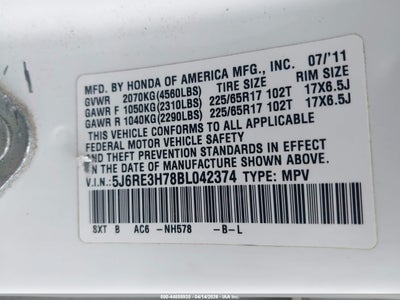 MFD. BY HONDA OF AMERICA MFG., INC. 07/'11
GVWR 2070KG(4560LBS) TIRE SIZE RIM SIZE
GAWR F 1050KG(2310LBS) 225/65R17 102T 17X6.5J
GAWR R 1040KG(2290LBS) 225/65R17 102T 17X6.5J
THIS VEHICLE CONFORMS TO ALL APPLICABLE
FEDERAL MOTOR VEHICLE SAFETY
AND THEFT PREVENTION STANDARDS IN EFFECT
ON THE DATE OF MANUFACTURE SHOWN ABOVE.
V.I.N.:5J6RE3H78BL042374 TYPE: MPV
SXT B AC6 -NH578 -B-L